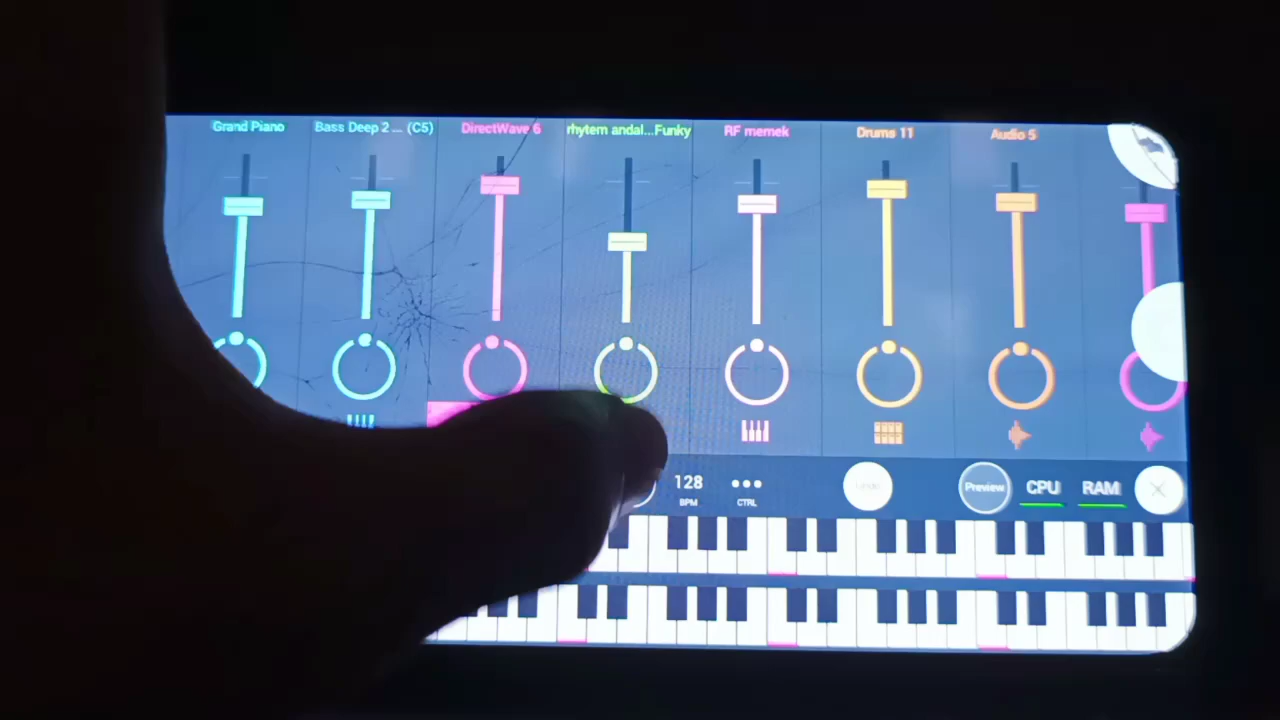 Grand Piano
Bass Deep 2 ... (C5)
DirectWave 6
rhytem andal...Funky
RF memek
Drums 11
Audio 5
128
BPM
CTRL
Undo
Preview
CPU
RAM